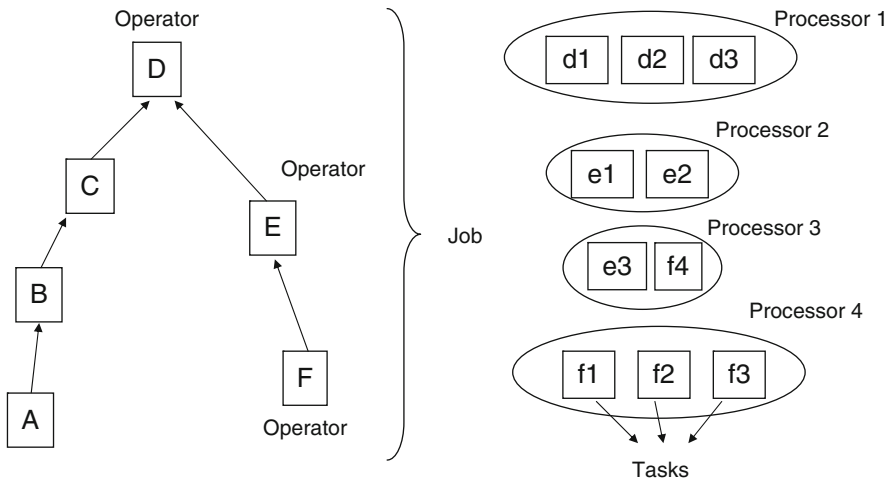 Operator
D
C
Operator
E
B
F
A
Operator
Job
Processor 1
d1 d2 d3
Processor 2
e1 e2
Processor 3
e3 f4
Processor 4
f1 f2 f3
Tasks